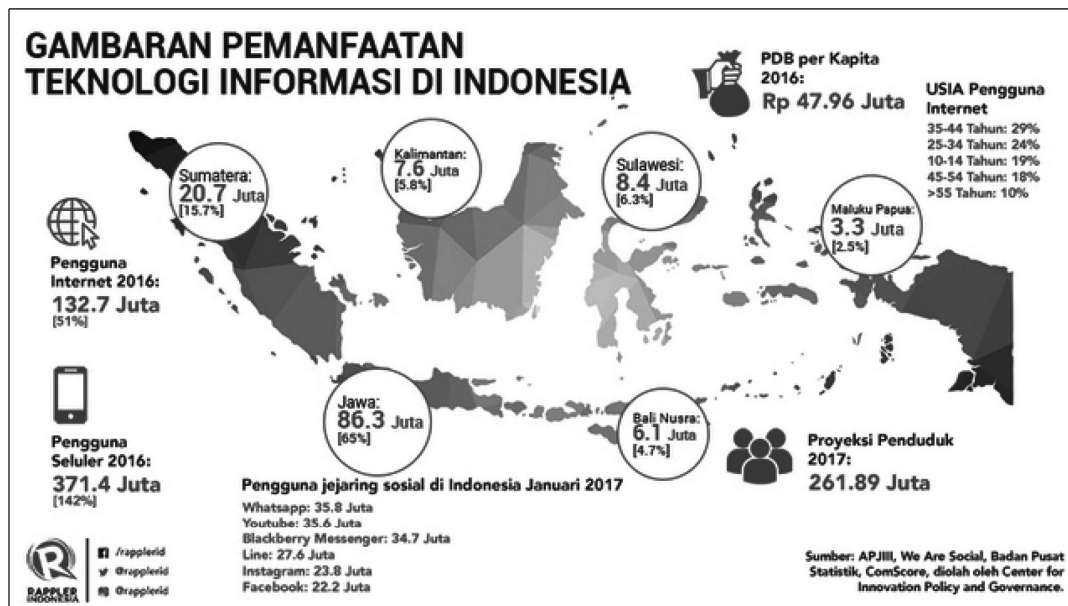 GAMBARAN PEMANFAATAN
TEKNOLOGI INFORMASI DI INDONESIA
PDB per Kapita
2016:
Rp 47.96 Juta
USIA Pengguna
Internet
35-44 Tahun: 29%
25-34 Tahun: 24%
10-14 Tahun: 19%
45-54 Tahun: 18%
>55 Tahun: 10%
Sumatera:
20.7 Juta
[15.7%]
Kalimantan:
7.6 Juta
[5.8%]
Sulawesi:
8.4 Juta
[6.3%]
Maluku Papua:
3.3 Juta
[2.5%]
Pengguna
Internet 2016:
132.7 Juta
[51%]
Jawa:
86.3 Juta
[65%]
Bali Nusra:
6.1 Juta
[4.7%]
Pengguna
Seluler 2016:
371.4 Juta
[142%]
Proyeksi Penduduk
2017:
261.89 Juta
Pengguna jejaring sosial di Indonesia Januari 2017
Whatsapp: 35.8 Juta
Youtube: 35.6 Juta
Blackberry Messenger: 34.7 Juta
Line: 27.6 Juta
Instagram: 23.8 Juta
Facebook: 22.2 Juta
R
RAPPLER
INDONESIA
/rapplerid
@rapplerid
@rapplerid
Sumber: APJIII, We Are Social, Badan Pusat
Statistik, ComScore, diolah oleh Center for
Innovation Policy and Governance.